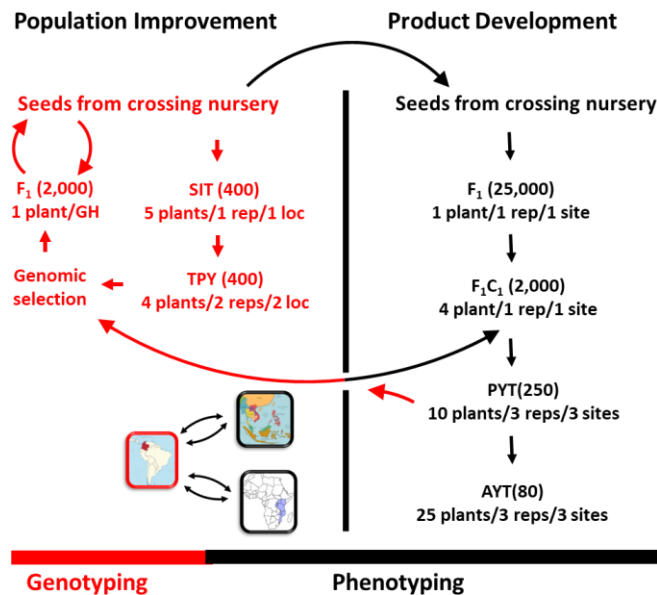 Population Improvement
Product Development
Seeds from crossing nursery
F₁ (2,000)
1 plant/GH
Genomic
selection
SIT (400)
5 plants/1 rep/1 loc
TPY (400)
4 plants/2 reps/2 loc
Seeds from crossing nursery
F₁ (25,000)
1 plant/1 rep/1 site
F₁C₁ (2,000)
4 plant/1 rep/1 site
PYT(250)
10 plants/3 reps/3 sites
AYT(80)
25 plants/3 reps/3 sites
Genotyping
Phenotyping